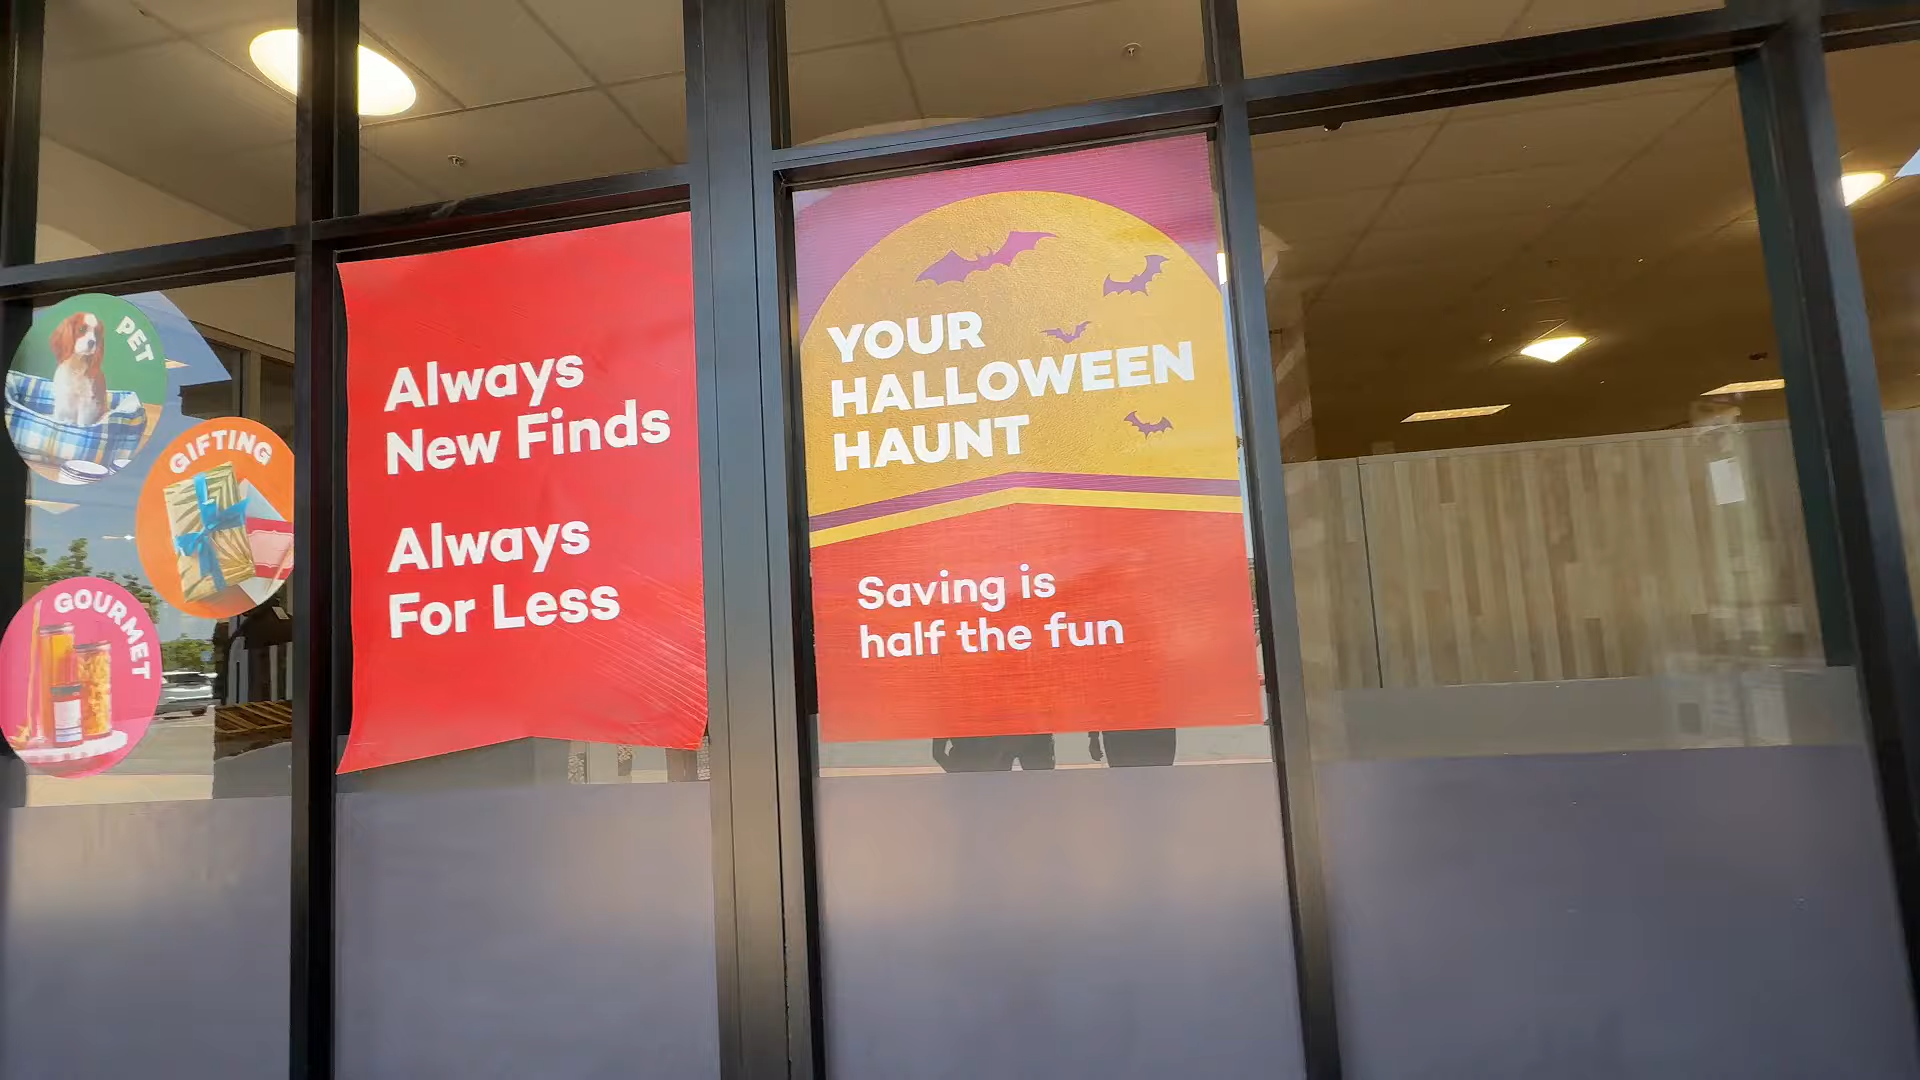 PET
GIFTING
GOURMET
Always
New Finds
Always
For Less
YOUR
HALLOWEEN
HAUNT
Saving is
half the fun